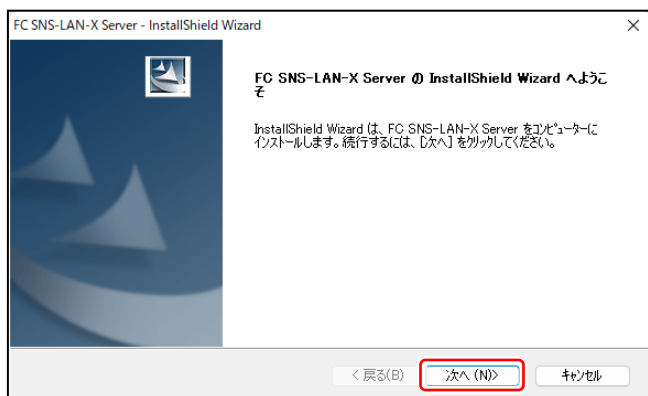 FC SNS-LAN-X Server - InstallShield Wizard
FC SNS-LAN-X Server の InstallShield Wizard へようこ
そ
InstallShield Wizard は、FC SNS-LAN-X Server をコンピューターに
インストールします。続行するには、[次へ] をクリックしてください。
< 戻る(B)
次へ (N)>
キャンセル